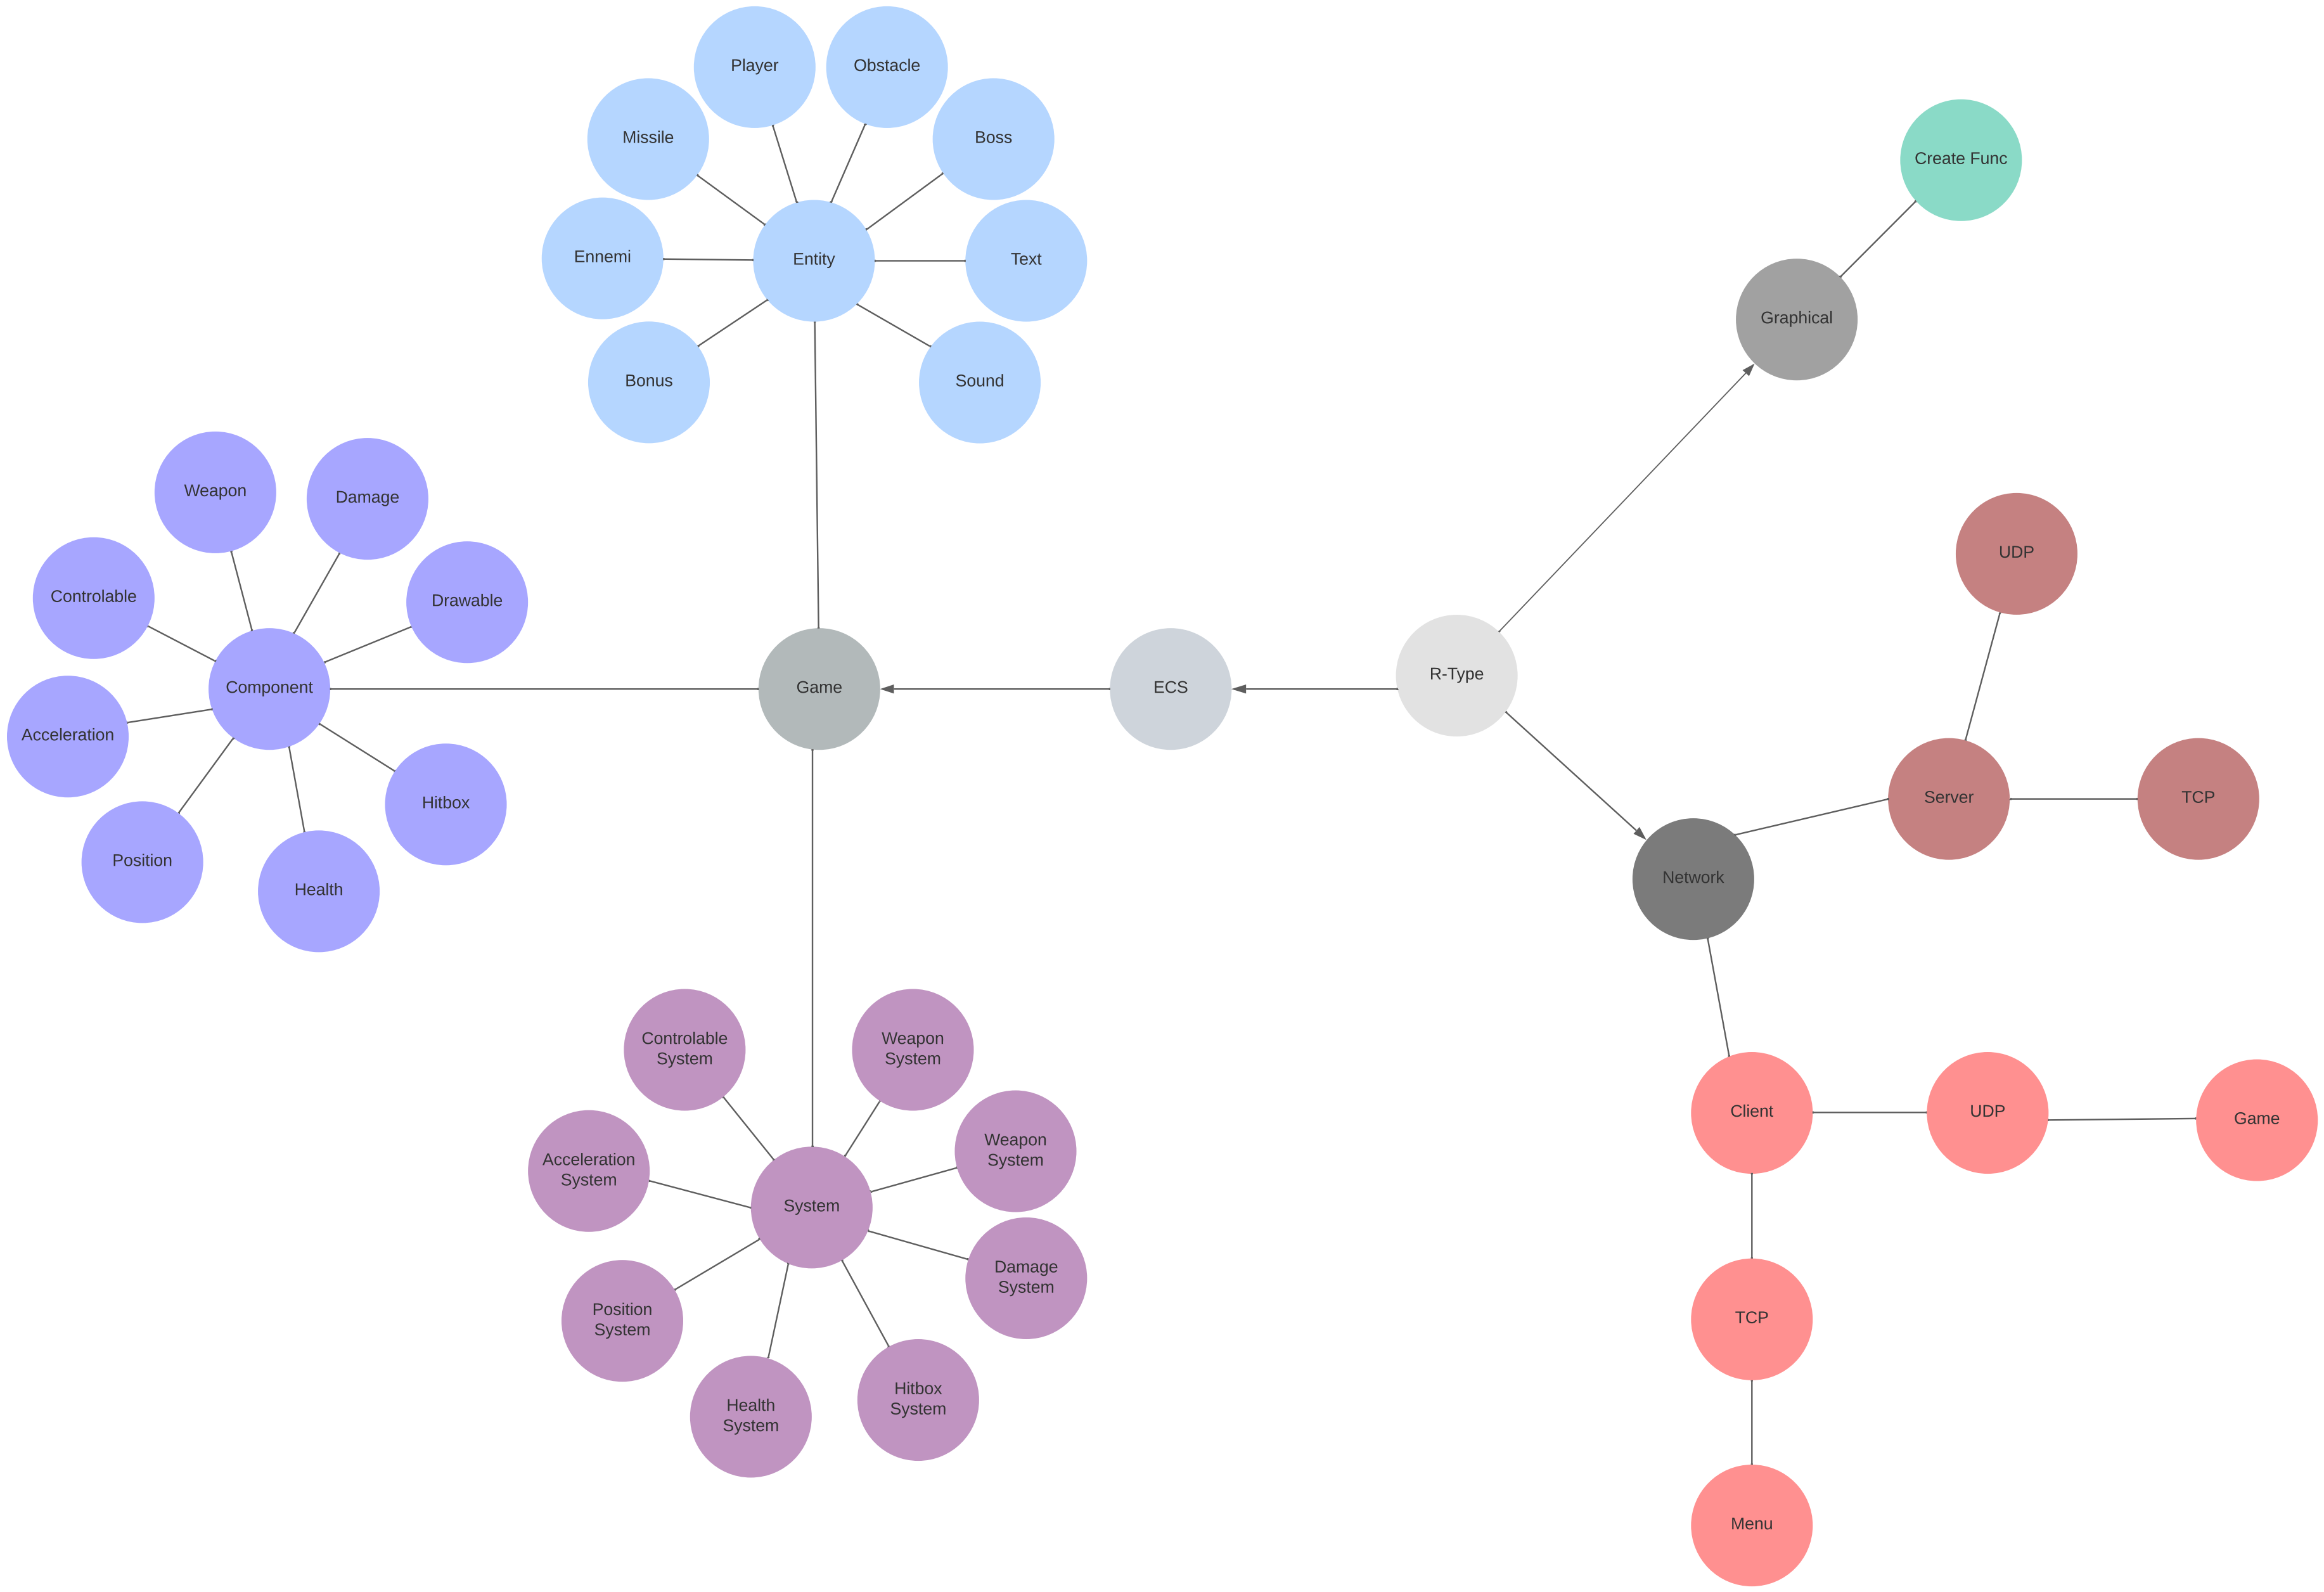 Player
Obstacle
Missile
Boss
Create Func
Ennemi
Entity
Text
Graphical
Bonus
Sound
Weapon
Damage
UDP
Controlable
Drawable
Component
Game
ECS
R-Type
Acceleration
Hitbox
Server
TCP
Position
Health
Network
Controlable
System
Weapon
System
Client
UDP
Game
Acceleration
System
Weapon
System
System
Damage
System
Position
System
TCP
Health
System
Hitbox
System
Menu